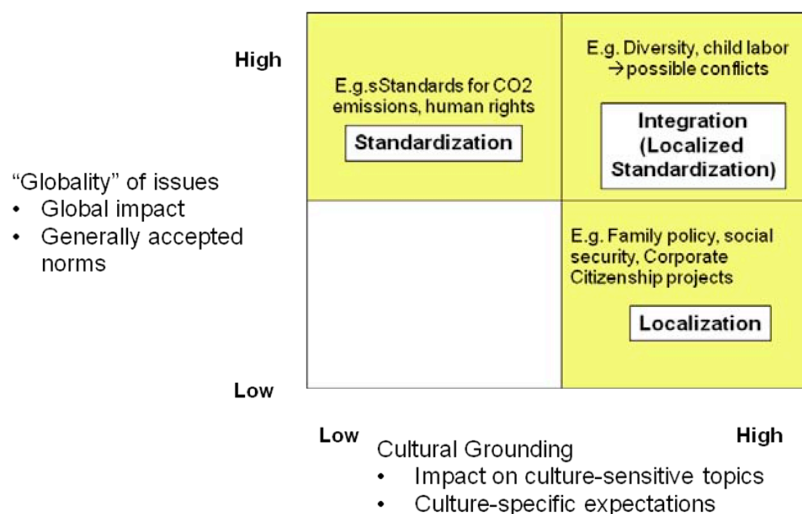 High
E.g.sStandards for CO2
emissions, human rights
Standardization
E.g. Diversity, child labor
→possible conflicts
Integration
(Localized
Standardization)
“Globality” of issues
• Global impact
• Generally accepted
norms
E.g. Family policy, social
security, Corporate
Citizenship projects
Localization
Low
Low
High
Cultural Grounding
• Impact on culture-sensitive topics
• Culture-specific expectations